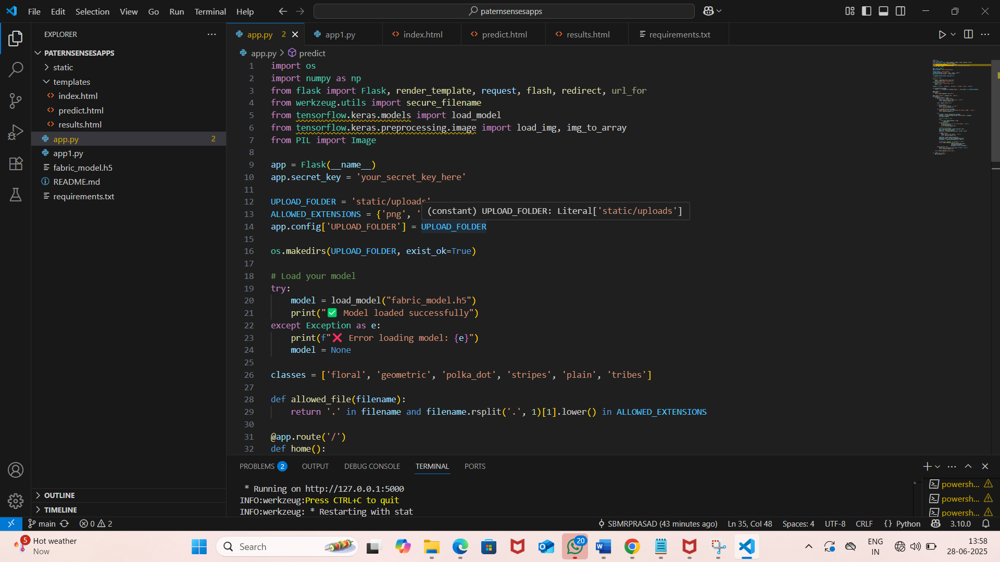 File Edit Selection View Go Run Terminal Help
paternsensesapps
EXPLORER
PATERNSENSESAPPS
static
templates
index.html
predict.html
results.html
app.py 2
app1.py
fabric_model.h5
README.md
requirements.txt
OUTLINE
TIMELINE
app.py 2 app1.py index.html predict.html results.html requirements.txt
app.py > predict
1 import os
2 import numpy as np
3 from flask import Flask, render_template, request, flash, redirect, url_for
4 from werkzeug.utils import secure_filename
5 from tensorflow.keras.models import load_model
6 from tensorflow.keras.preprocessing.image import load_img, img_to_array
7 from PIL import Image
8
9 app = Flask(__name__)
10 app.secret_key = 'your_secret_key_here'
11
12 UPLOAD_FOLDER = 'static/uploads'
(constant) UPLOAD_FOLDER: Literal['static/uploads']
13 ALLOWED_EXTENSIONS = {'png', '
14 app.config['UPLOAD_FOLDER'] = UPLOAD_FOLDER
15
16 os.makedirs(UPLOAD_FOLDER, exist_ok=True)
17
18 # Load your model
19 try:
20 model = load_model("fabric_model.h5")
21 print("✅ Model loaded successfully")
22 except Exception as e:
23 print(f"❌ Error loading model: {e}")
24 model = None
25
26 classes = ['floral', 'geometric', 'polka_dot', 'stripes', 'plain', 'tribes']
27
28 def allowed_file(filename):
29 return '.' in filename and filename.rsplit('.', 1)[1].lower() in ALLOWED_EXTENSIONS
30
31 @app.route('/')
32 def home():
PROBLEMS 2 OUTPUT DEBUG CONSOLE TERMINAL PORTS
* Running on http://127.0.0.1:5000
INFO:werkzeug:Press CTRL+C to quit
INFO:werkzeug: * Restarting with stat
powersh...
powersh...
powersh...
main 0 2 SBMRPRASAD (43 minutes ago) Ln 35, Col 48 Spaces: 4 UTF-8 CRLF {} Python 3.10.0
5 Hot weather
Now
Search
20
ENG
IN
13:58
28-06-2025